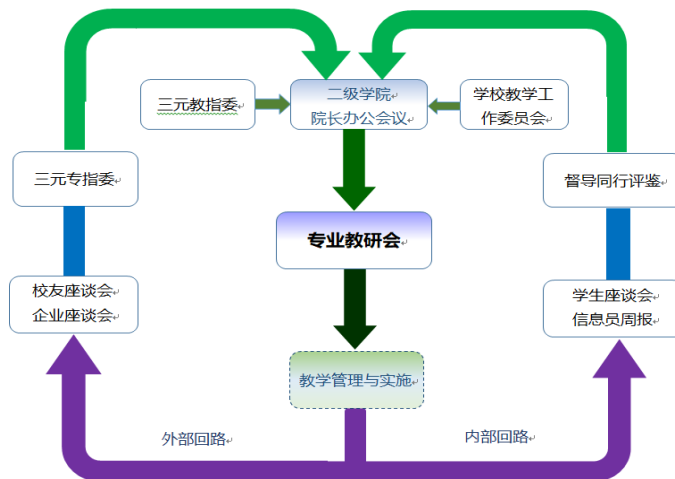 三元教指委
二级学院
院长办公会议
学校教学工
作委员会
三元专指委
专业教研会
督导同行评鉴
校友座谈会
企业座谈会
学生座谈会
信息员周报
教学管理与实施
外部回路
内部回路